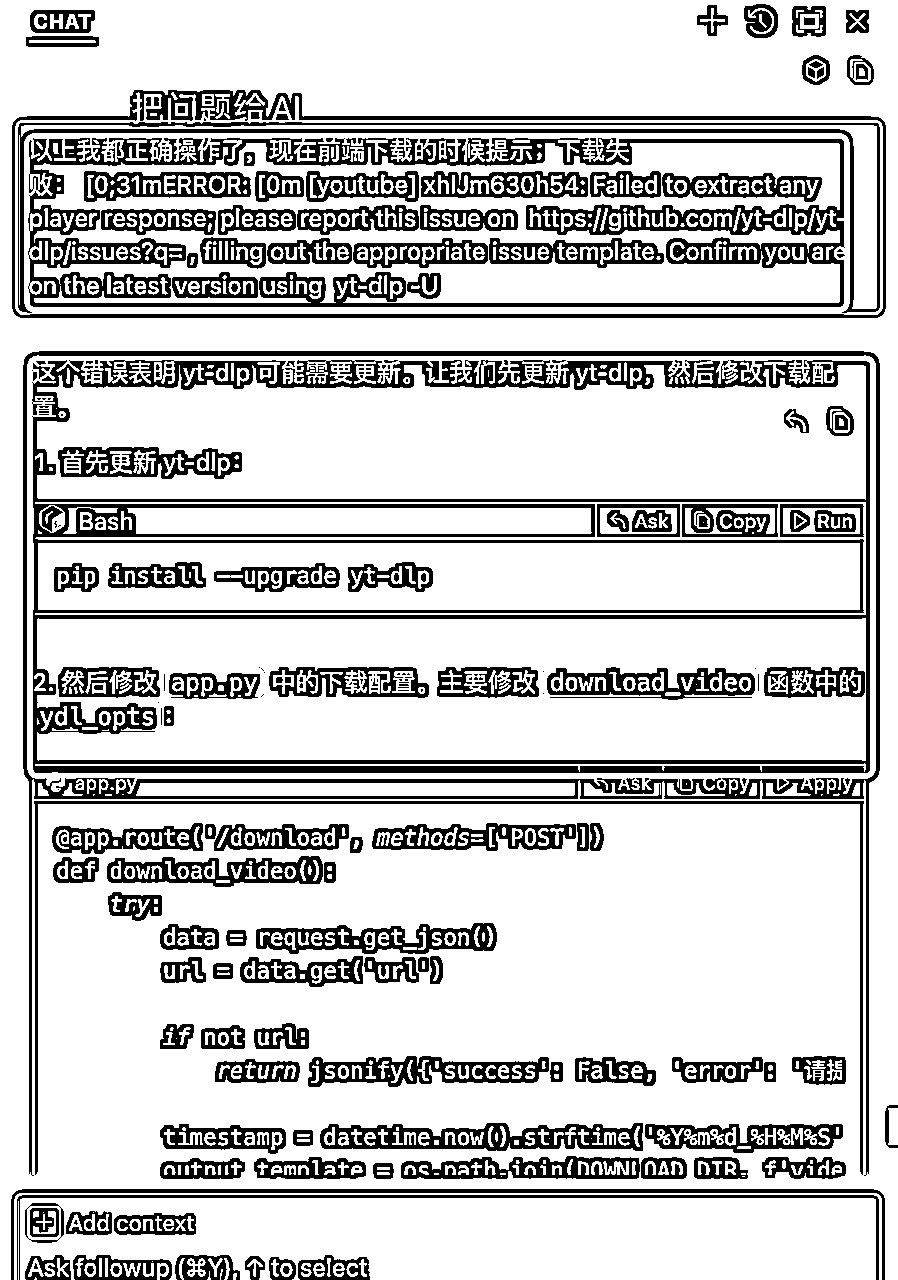 CHAT
把问题给AI
以上我都正确操作了，现在前端下载的时候提示；下载失
败： [0;31mERROR: [0m [youtube] xhlJm630h54: Failed to extract any
player response; please report this issue on https://github.com/yt-dlp/yt-
dlp/issues?q= , filling out the appropriate issue template. Confirm you are
on the latest version using yt-dlp -U
这个错误表明 yt-dlp 可能需要更新。让我们先更新 yt-dlp，然后修改下载配
置。
1. 首先更新 yt-dlp：
Bash Ask Copy Run
pip install --upgrade yt-dlp
2. 然后修改 app.py 中的下载配置。主要修改 download_video 函数中的
ydl_opts ：
app.py Ask Copy Apply
@app.route('/download', methods=['POST'])
def download_video():
try:
data = request.get_json()
url = data.get('url')
if not url:
return jsonify({'success': False, 'error': '请提
timestamp = datetime.now().strftime('%Y%m%d_%H%M%S'
output_template = os.path.join(DOWNLOAD_DIR, f'vide
Add context
Ask followup (⌘Y), ↑ to select